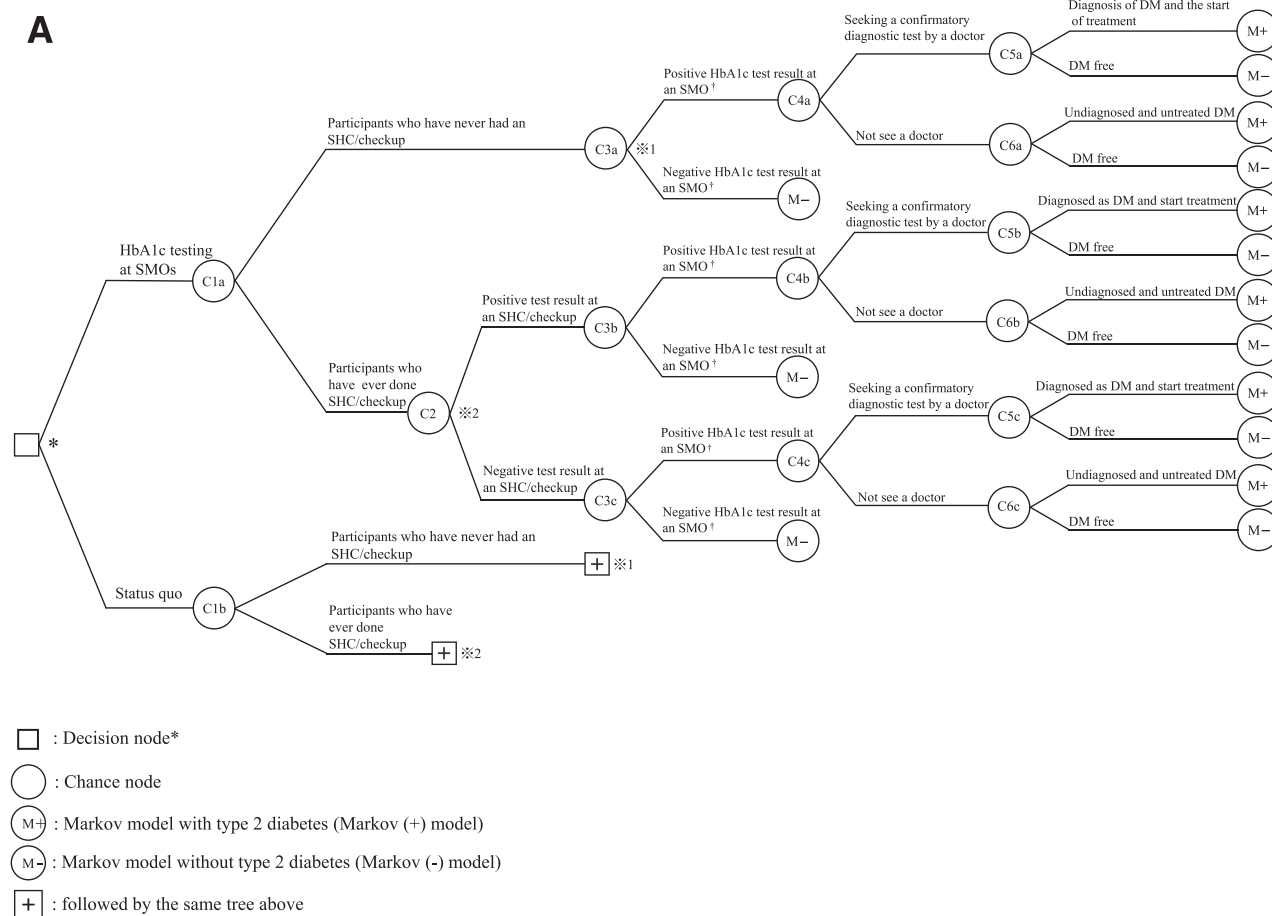 A
Seeking a confirmatory
diagnostic test by a doctor
Diagnosis of DM and the start
of treatment
M+
C5a
DM free
M−
Positive HbA1c test result at
an SMO †
C4a
Undiagnosed and untreated DM
M+
Not see a doctor
C6a
DM free
M−
Participants who have never had an
SHC/checkup
C3a
※1
Negative HbA1c test result at
an SMO †
M−
Seeking a confirmatory
diagnostic test by a doctor
Diagnosed as DM and start treatment
M+
C5b
DM free
M−
HbA1c testing
at SMOs
C1a
Positive HbA1c test result at
an SMO †
C4b
Undiagnosed and untreated DM
M+
Not see a doctor
C6b
DM free
M−
Positive test result at
an SHC/checkup
C3b
Negative HbA1c test result at
an SMO †
M−
Participants who
have ever done
SHC/checkup
C2
※2
Seeking a confirmatory
diagnostic test by a doctor
Diagnosed as DM and start treatment
M+
C5c
DM free
M−
Positive HbA1c test result at
an SMO†
C4c
Undiagnosed and untreated DM
M+
Not see a doctor
C6c
DM free
M−
Negative test result at
an SHC/checkup
C3c
Negative HbA1c test result at
an SMO †
M−
*
Participants who have never had an
SHC/checkup
+ ※1
Status quo
C1b
Participants who have
ever done
SHC/checkup
+ ※2
: Decision node*
: Chance node
M+ : Markov model with type 2 diabetes (Markov (+) model)
M- : Markov model without type 2 diabetes (Markov (-) model)
+ : followed by the same tree above